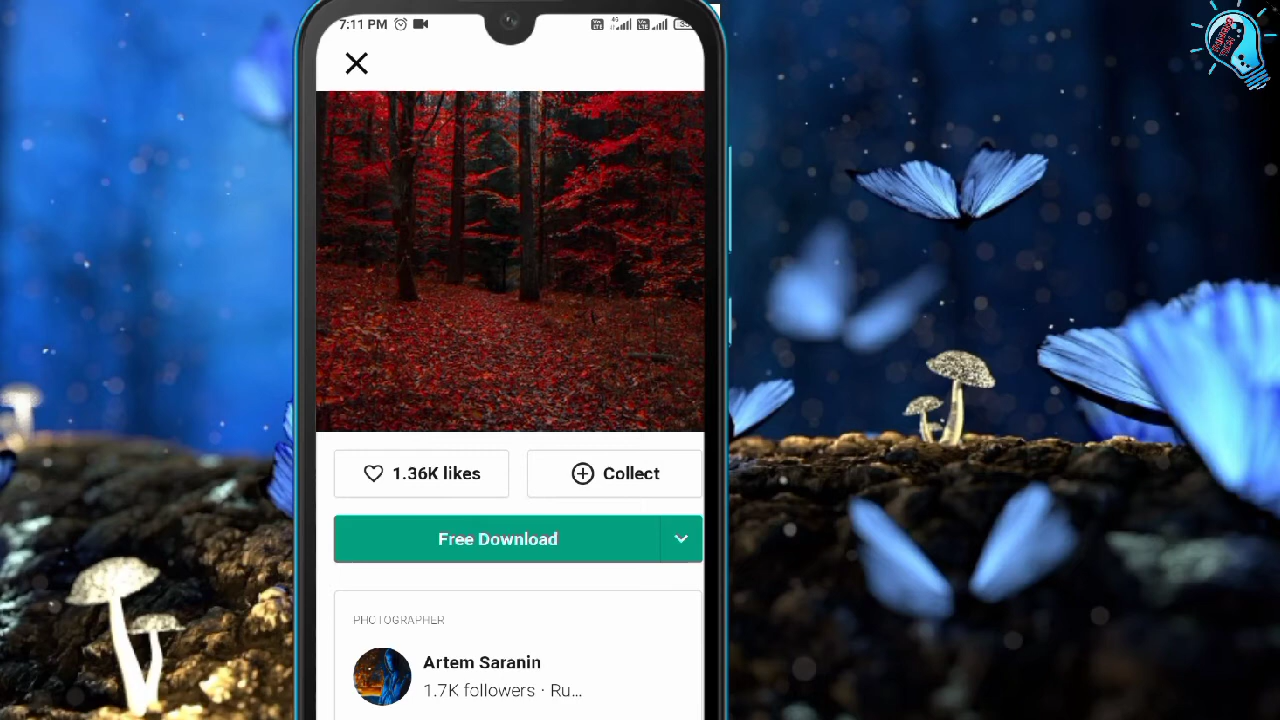 7:11 PM
1.36K likes
Collect
Free Download
PHOTOGRAPHER
Artem Saranin
1.7K followers · Ru...